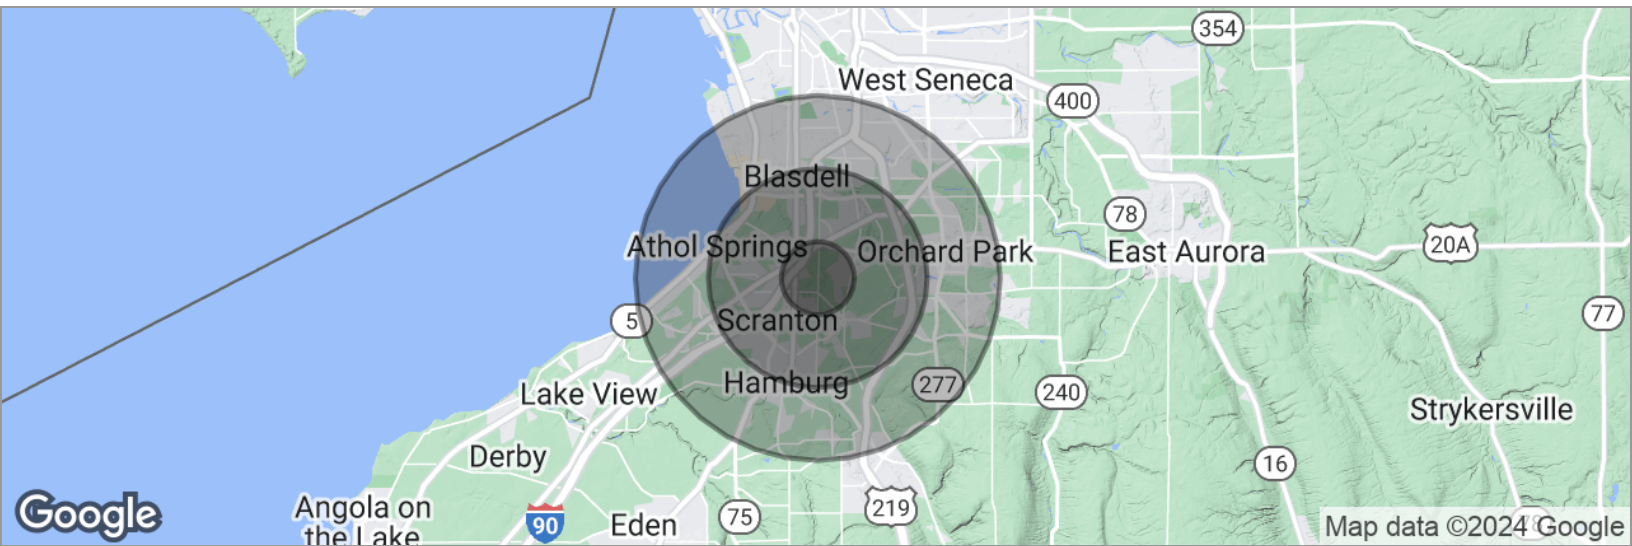 354
West Seneca
400
Blasdell
78
Athol Springs
Orchard Park
East Aurora
20A
5
Scranton
77
Hamburg
277
240
Lake View
Strykersville
Derby
16
Google
Angola on
the Lake
90
Eden
75
219
78
Map data ©2024 Google